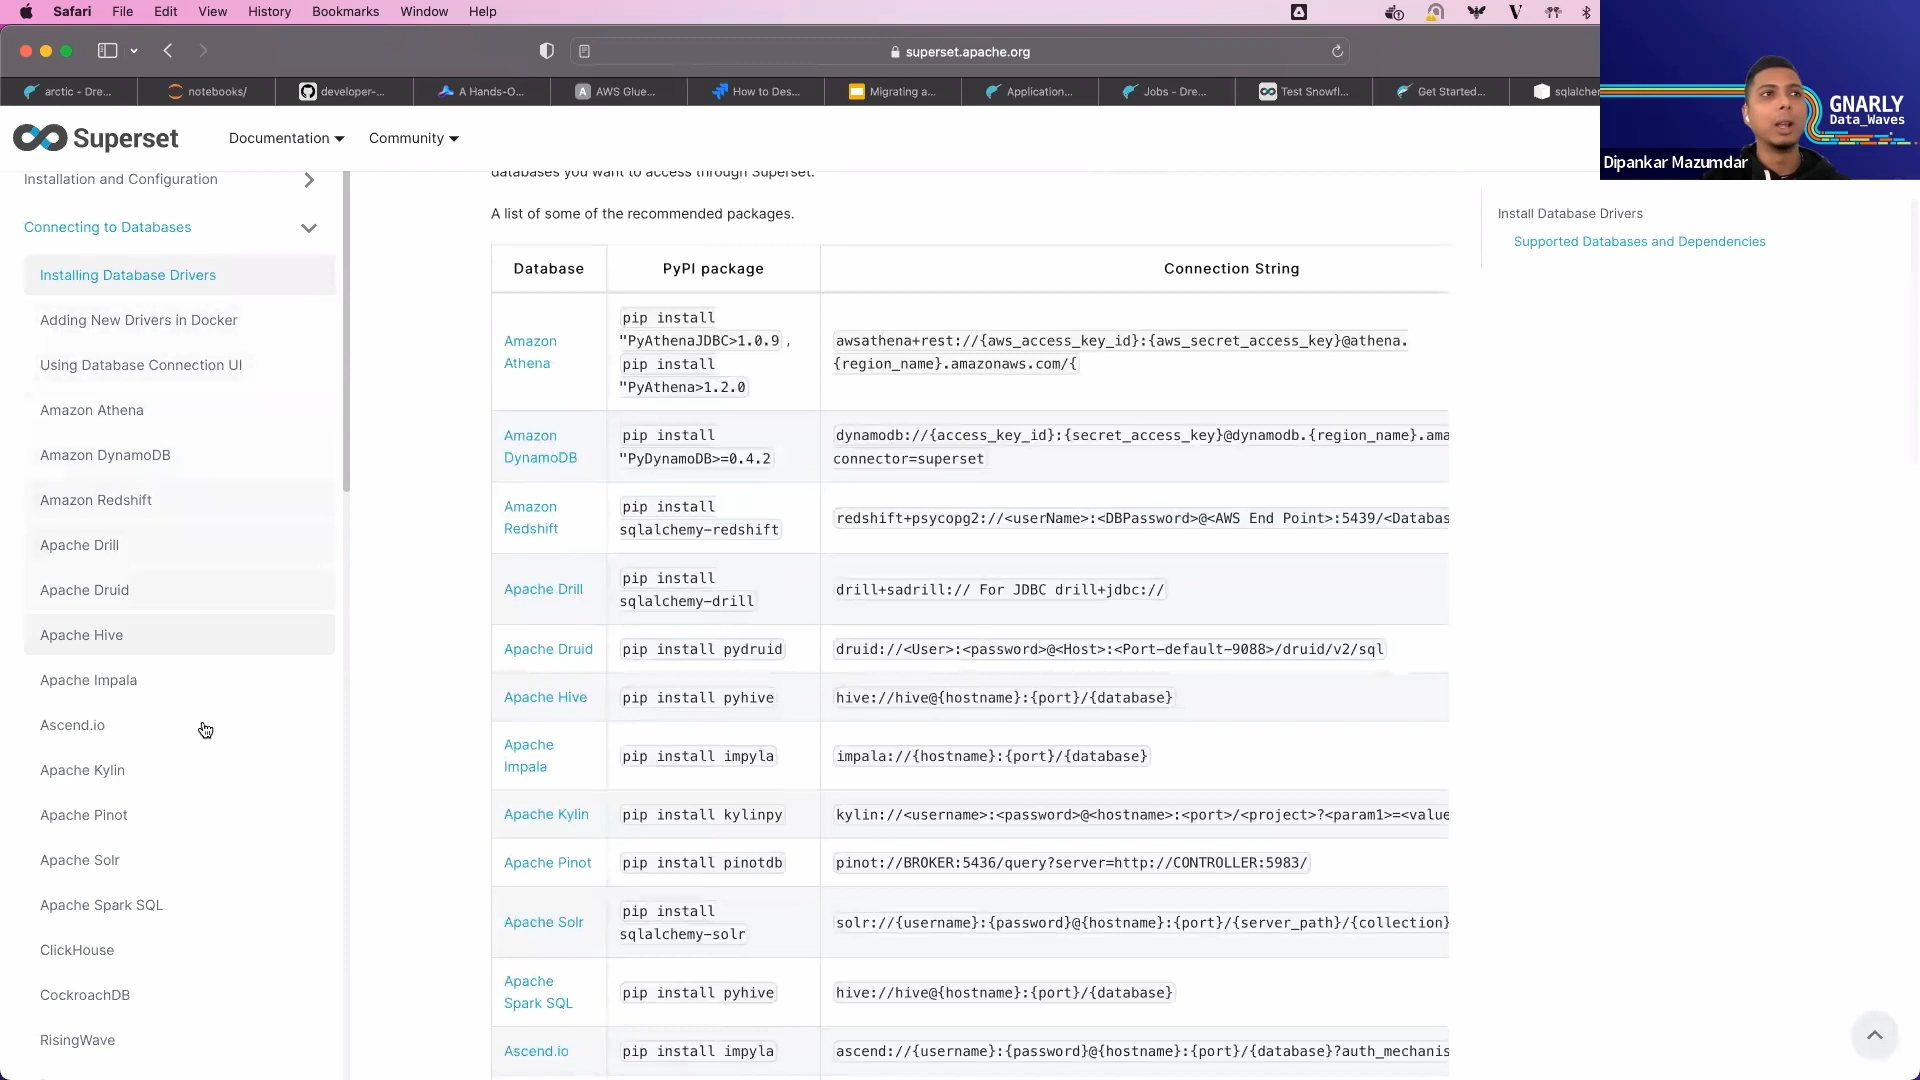 Safari File Edit View History Bookmarks Window Help
superset.apache.org
arctic - Dre...
notebooks/
developer-...
A Hands-O...
AWS Glue...
How to Des...
Migrating a...
Application...
Jobs - Dre...
Test Snowfl...
Get Started...
sqlalchem
GNARLY
Data_Waves
Dipankar Mazumdar
Superset
Documentation
Community
Installation and Configuration
Connecting to Databases
Installing Database Drivers
Adding New Drivers in Docker
Using Database Connection UI
Amazon Athena
Amazon DynamoDB
Amazon Redshift
Apache Drill
Apache Druid
Apache Hive
Apache Impala
Ascend.io
Apache Kylin
Apache Pinot
Apache Solr
Apache Spark SQL
ClickHouse
CockroachDB
RisingWave
databases you want to access through Superset.
A list of some of the recommended packages.
Database PyPI package Connection String
Amazon
Athena
pip install
"PyAthenaJDBC>1.0.9 ,
pip install
"PyAthena>1.2.0
awsathena+rest://{aws_access_key_id}:{aws_secret_access_key}@athena.
{region_name}.amazonaws.com/{
Amazon
DynamoDB
pip install
"PyDynamoDB>=0.4.2
dynamodb://{access_key_id}:{secret_access_key}@dynamodb.{region_name}.ama
connector=superset
Amazon
Redshift
pip install
sqlalchemy-redshift
redshift+psycopg2://<userName>:<DBPassword>@<AWS End Point>:5439/<Databas
Apache Drill
pip install
sqlalchemy-drill
drill+sadrill:// For JDBC drill+jdbc://
Apache Druid
pip install pydruid
druid://<User>:<password>@<Host>:<Port-default-9088>/druid/v2/sql
Apache Hive
pip install pyhive
hive://hive@{hostname}:{port}/{database}
Apache
Impala
pip install impyla
impala://{hostname}:{port}/{database}
Apache Kylin
pip install kylinpy
kylin://<username>:<password>@<hostname>:<port>/<project>?<param1>=<value
Apache Pinot
pip install pinotdb
pinot://BROKER:5436/query?server=http://CONTROLLER:5983/
Apache Solr
pip install
sqlalchemy-solr
solr://{username}:{password}@{hostname}:{port}/{server_path}/{collection}
Apache
Spark SQL
pip install pyhive
hive://hive@{hostname}:{port}/{database}
Ascend.io
pip install impyla
ascend://{username}:{password}@{hostname}:{port}/{database}?auth_mechanis
Install Database Drivers
Supported Databases and Dependencies